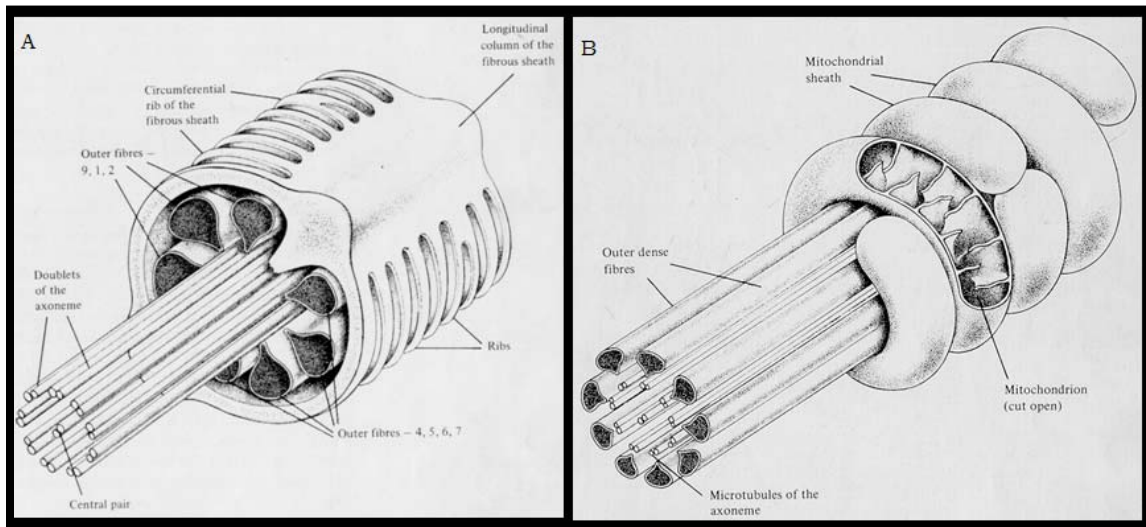 A
Longitudinal
column of the
fibrous sheath
Circumferential
rib of the
fibrous sheath
Outer fibres –
9, 1, 2
Doublets
of the
axoneme
Ribs
Outer fibres – 4, 5, 6, 7
Central pair
B
Mitochondrial
sheath
Outer dense
fibres
Mitochondrion
(cut open)
Microtubules of the
axoneme